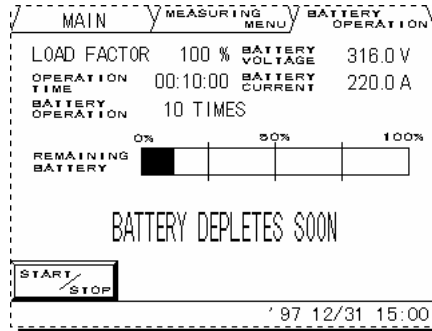 MAIN MEASURING MENU BATTERY OPERATION
LOAD FACTOR 100 % BATTERY VOLTAGE 316.0 V
OPERATION TIME 00:10:00 BATTERY CURRENT 220.0 A
BATTERY OPERATION 10 TIMES
0% 50% 100%
REMAINING BATTERY
BATTERY DEPLETES SOON
START/STOP
'97 12/31 15:00